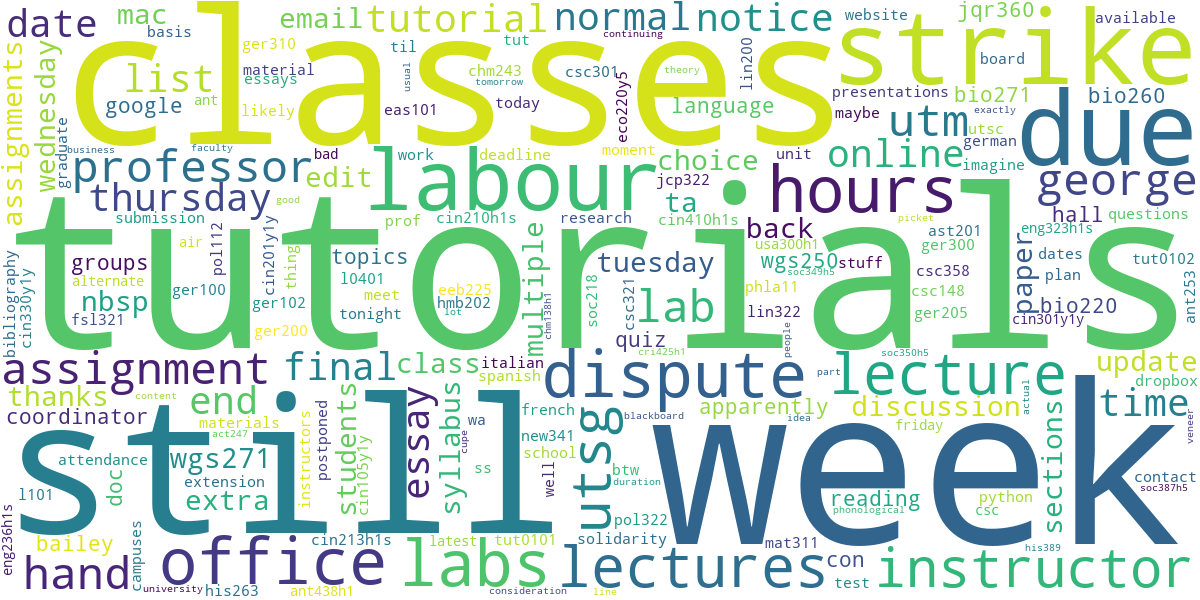 date
mac
basis
email
tutorial
normal
notice
website
jqr360
available
classes
strike
ger310
til
tut
continuing
material
essays
usual
chm243
tomorrow
csc301
lin200
theory
board
assignments
wednesday
list
google
ant
likely
eas101
today
eco220y5
language
presentations
maybe
bio271
bio260
exactly
utm
utsc
due
graduate
business
faculty
professor
bad
work
deadline
moment
unit
german
imagine
online
labour
choice
hours
george
edit
thursday
good
jcp322
ta
submission
prof
cin210h1s
research
cin410h1s
back
picket
ast201
hall
questions
eng323h1s
tutorials
air
pol112
cin201y1y
thing
topics
multiple
tuesday
usa300h1
wgs250
stuff
ger300
paper
dates
tut0102
groups
alternate
l0401
meet
eeb225
soc349h5
csc358
plan
bibliography
cin330y1y
nbsp
ger100
ger102
hmb202
soc218
csc321
lab
phla11
csc148
bio220
ant253
fsl321
tonight
lot
chm138h1
lin322
ger205
cin301y1y
ger200
quiz
people
assignment
final
class
italian
spanish
cri425h1
dispute
part
soc350h5
lecture
update
thanks
content
end
students
essay
syllabus
french
utsg
apparently
discussion
actual
dropbox
time
coordinator
materials
cin105y1y
wa
blackboard
idea
friday
veneer
act247
instructors
postponed
cupe
new341
school
sections
still
week
attendance
wgs271
doc
extension
ss
well
btw
duration
reading
python
contact
l101
extra
pol322
phonological
csc
soc387h5
eng236h1s
bailey
campuses
cin213h1s
latest
tut0101
solidarity
mat311
his389
hand
office
labs
lectures
con
instructor
university
his263
ant438h1
consideration
line
test